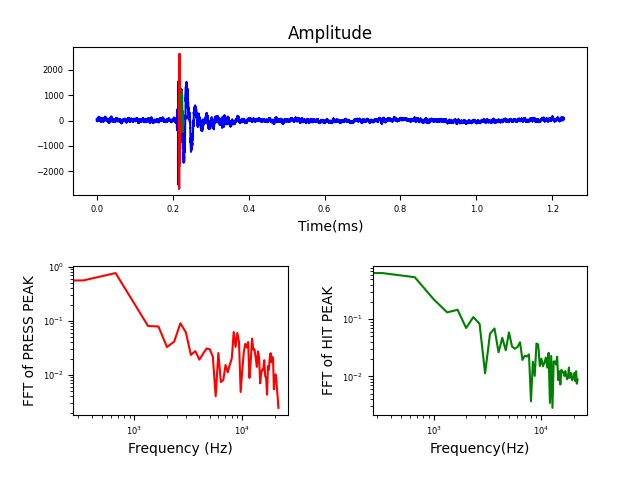 Amplitude
2000
1000
0
−1000
−2000
0.0 0.2 0.4 0.6 0.8 1.0 1.2
Time(ms)
FFT of PRESS PEAK
10⁰
10⁻¹
10⁻²
10³ 10⁴
Frequency (Hz)
FFT of HIT PEAK
10⁻¹
10⁻²
10³ 10⁴
Frequency(Hz)